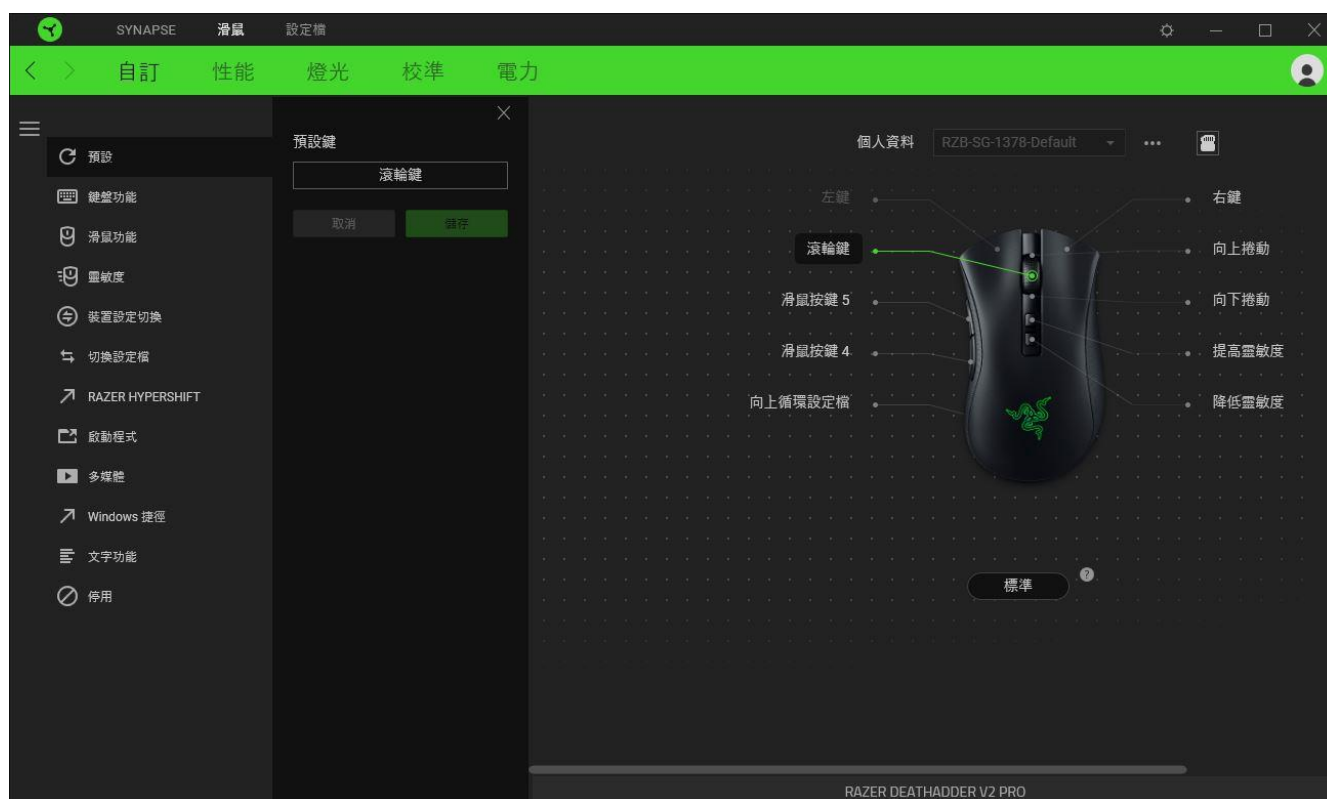 SYNAPSE 滑鼠 設定檔
自訂 性能 燈光 校準 電力
預設
鍵盤功能
滑鼠功能
靈敏度
裝置設定切換
切換設定檔
RAZER HYPERSHIFT
啟動程式
多媒體
Windows 捷徑
文字功能
停用
預設鍵
滾輪鍵
取消 儲存
個人資料 RZB-SG-1378-Default
左鍵 右鍵
滾輪鍵 向上捲動
滑鼠按鍵 5 向下捲動
滑鼠按鍵 4 提高靈敏度
向上循環設定檔 降低靈敏度
標準 ?
RAZER DEATHADDER V2 PRO